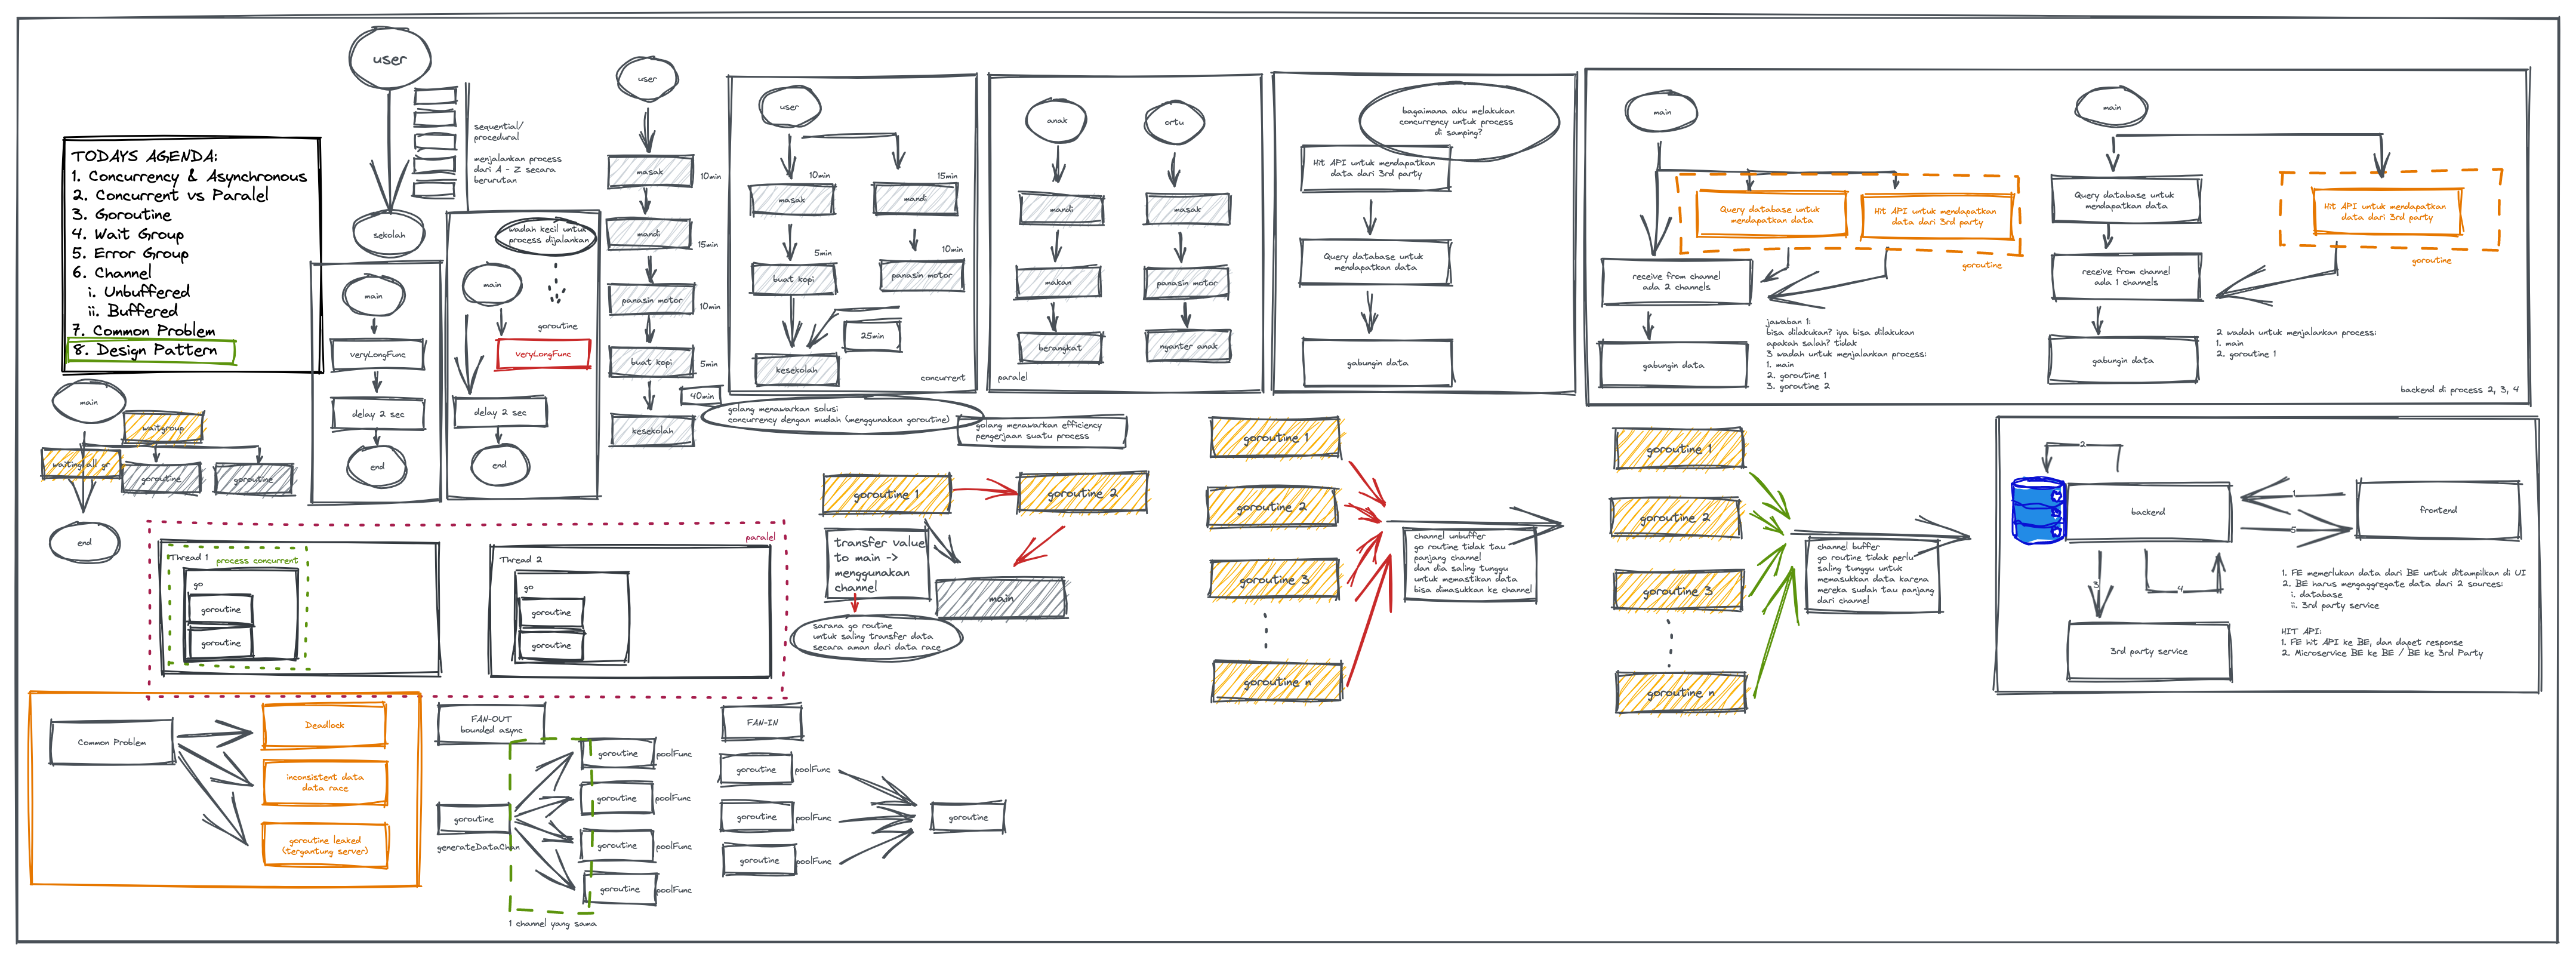 TODAYS AGENDA:
1. Concurrency & Asynchronous
2. Concurrent vs Paralel
3. Goroutine
4. Wait Group
5. Error Group
6. Channel
i. Unbuffered
ii. Buffered
7. Common Problem
8. Design Pattern
user
sekolah
sequential/
procedural
menjalankan process
dari A - Z secara
berurutan
main
veryLongFunc
delay 2 sec
end
wadah kecil untuk
process dijalankan
main
goroutine
veryLongFunc
delay 2 sec
end
user
masak
10min
mandi
15min
panasin motor
10min
buat kopi
5min
40min
kesekolah
user
10min
masak
15min
mandi
5min
buat kopi
10min
panasin motor
25min
kesekolah
concurrent
anak
mandi
makan
berangkat
ortu
masak
panasin motor
nganter anak
paralel
bagaimana aku melakukan
concurrency untuk process
di samping?
Hit API untuk mendapatkan
data dari 3rd party
Query database untuk
mendapatkan data
gabungin data
main
Query database untuk
mendapatkan data
Hit API untuk mendapatkan
data dari 3rd party
goroutine
receive from channel
ada 2 channels
gabungin data
jawaban 1:
bisa dilakukan? iya bisa dilakukan
apakah salah? tidak
3 wadah untuk menjalankan process:
1. main
2. goroutine 1
3. goroutine 2
main
Query database untuk
mendapatkan data
Hit API untuk mendapatkan
data dari 3rd party
goroutine
receive from channel
ada 1 channels
gabungin data
2 wadah untuk menjalankan process:
1. main
2. goroutine 1
backend di process 2, 3, 4
golang menawarkan solusi
concurrency dengan mudah (menggunakan goroutine)
golang menawarkan efficiency
pengerjaan suatu process
main
waitgroup
waiting all gr
goroutine
goroutine
end
paralel
Thread 1
process concurrent
go
goroutine
goroutine
Thread 2
go
goroutine
goroutine
goroutine 1
goroutine 2
transfer value
to main ->
menggunakan
channel
main
sarana go routine
untuk saling transfer data
secara aman dari data race
goroutine 1
goroutine 2
goroutine 3
goroutine n
channel unbuffer
go routine tidak tau
panjang channel
dan dia saling tunggu
untuk memastikan data
bisa dimasukkan ke channel
goroutine 1
goroutine 2
goroutine 3
goroutine n
channel buffer
go routine tidak perlu
saling tunggu untuk
memasukkan data karena
mereka sudah tau panjang
dari channel
2
backend
1
5
frontend
3
4
3rd party service
1. FE memerlukan data dari BE untuk ditampilkan di UI
2. BE harus mengaggregate data dari 2 sources:
i. database
ii. 3rd party service
HIT API:
1. FE hit API ke BE, dan dapet response
2. Microservice BE ke BE / BE ke 3rd Party
Common Problem
Deadlock
inconsistent data
data race
goroutine leaked
(tergantung server)
FAN-OUT
bounded async
goroutine
generateDataChan
goroutine
poolFunc
goroutine
poolFunc
goroutine
poolFunc
goroutine
poolFunc
1 channel yang sama
FAN-IN
goroutine
poolFunc
goroutine
poolFunc
goroutine
poolFunc
goroutine